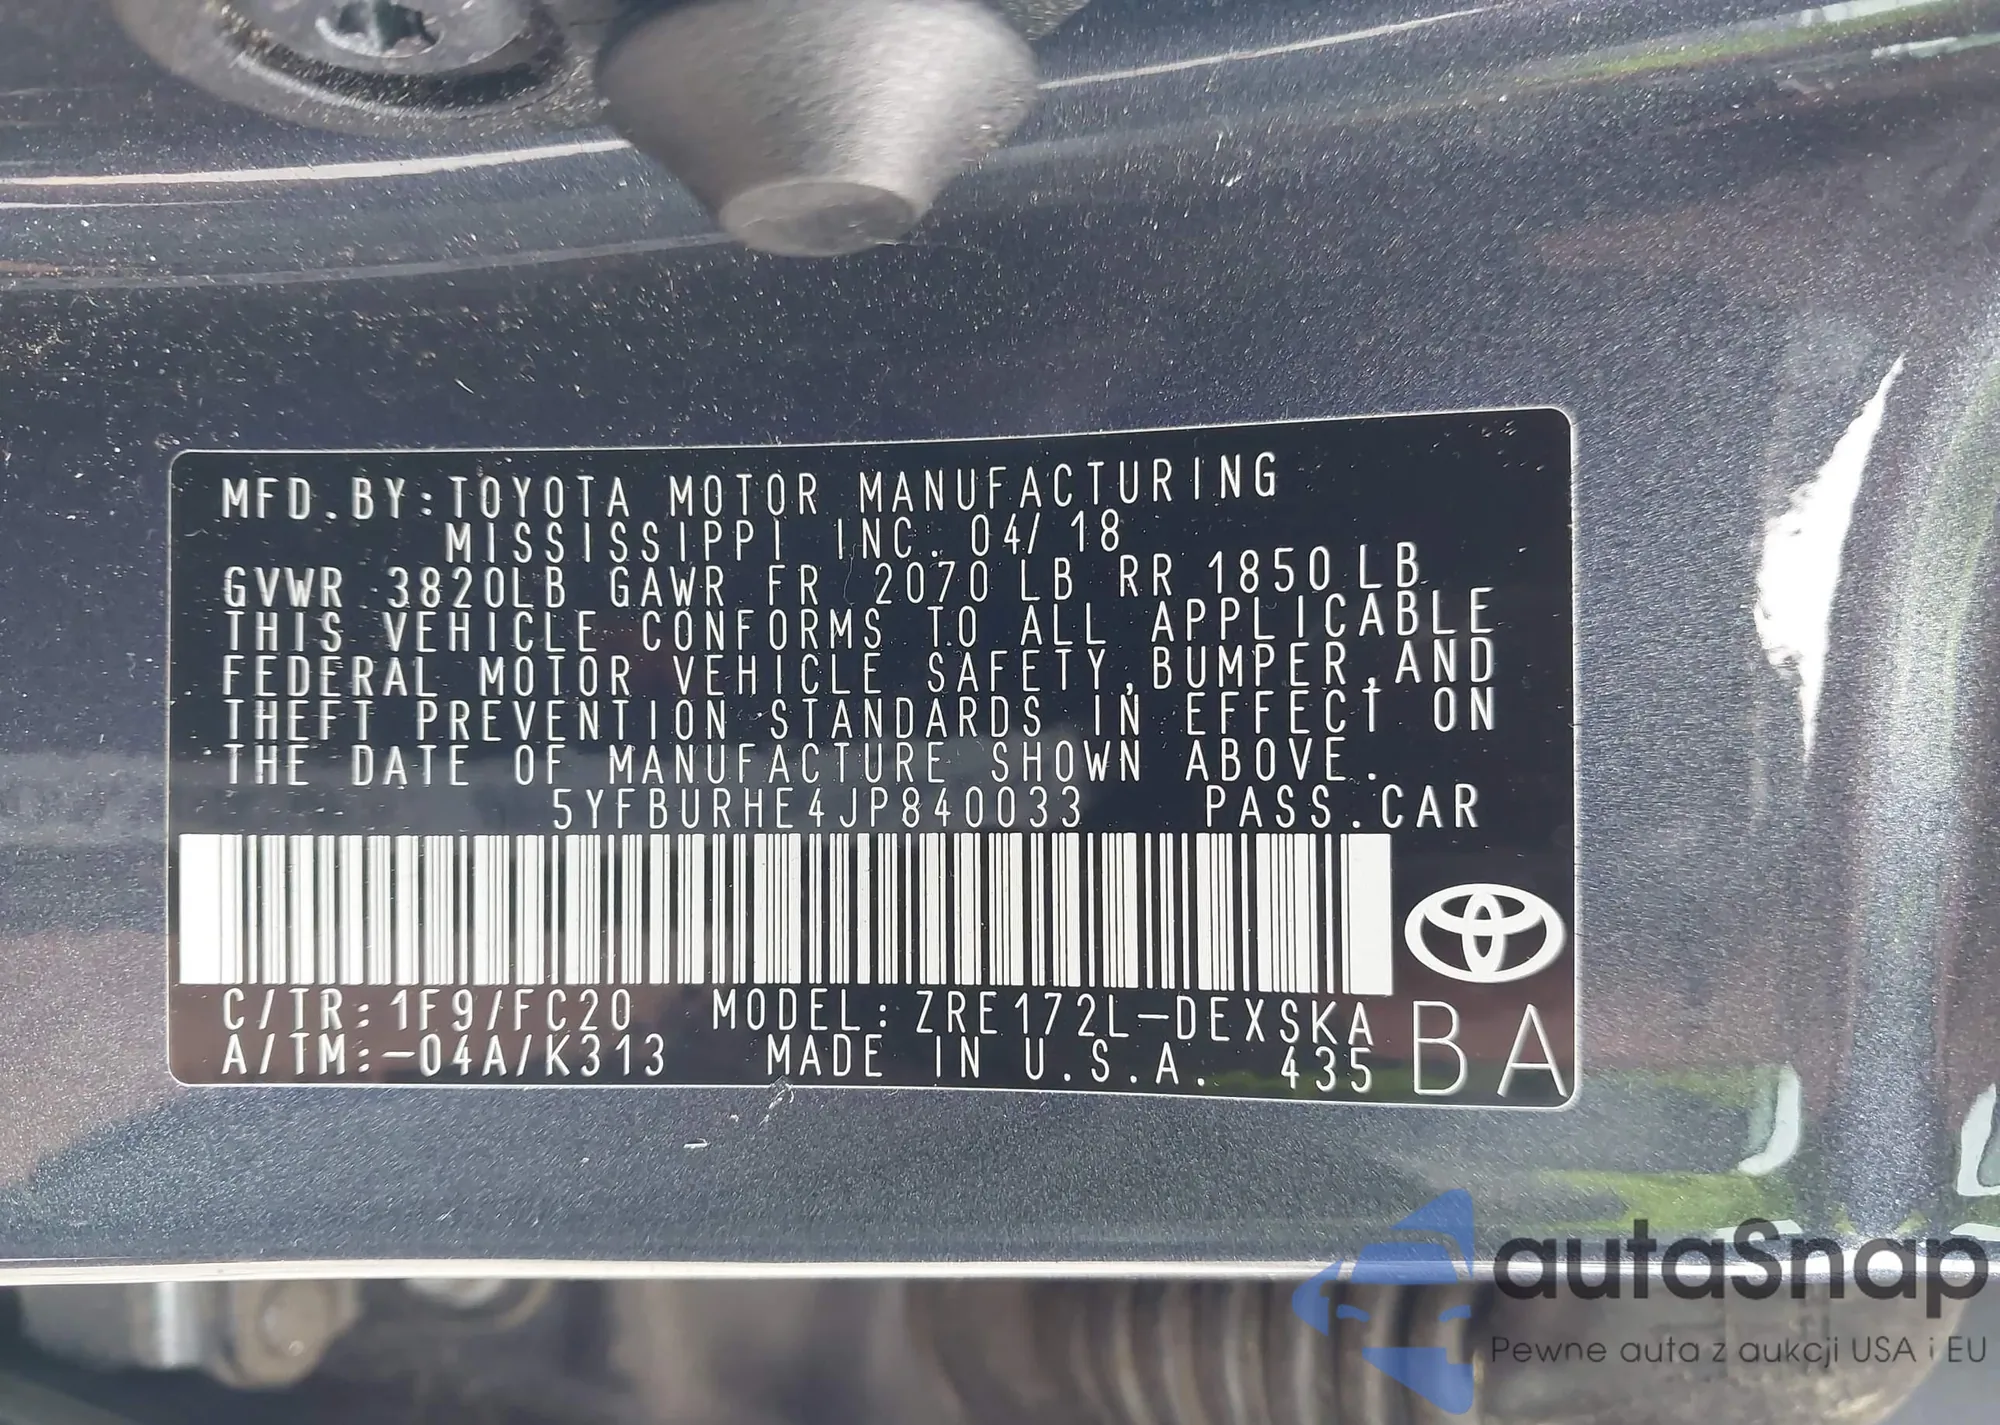 MFD.BY:TOYOTA MOTOR MANUFACTURING
MISSISSIPPI INC. 04/18
GVWR 3820LB GAWR FR 2070LB RR 1850LB
THIS VEHICLE CONFORMS TO ALL APPLICABLE
FEDERAL MOTOR VEHICLE SAFETY,BUMPER,AND
THEFT PREVENTION STANDARDS IN EFFECT ON
THE DATE OF MANUFACTURE SHOWN ABOVE.
5YFBURHE4JP840033 PASS.CAR
C/TR:1F9/FC20 MODEL:ZRE172L-DEXSKA
A/TM:-04A/K313 MADE IN U.S.A. 435
BA
autaSnap
Pewne auta z aukcji USA i EU